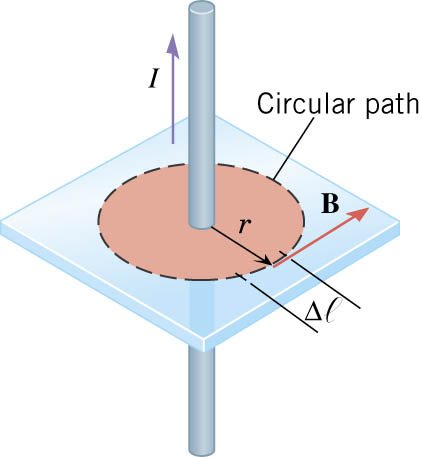 I
Circular path
B
r
Δℓ